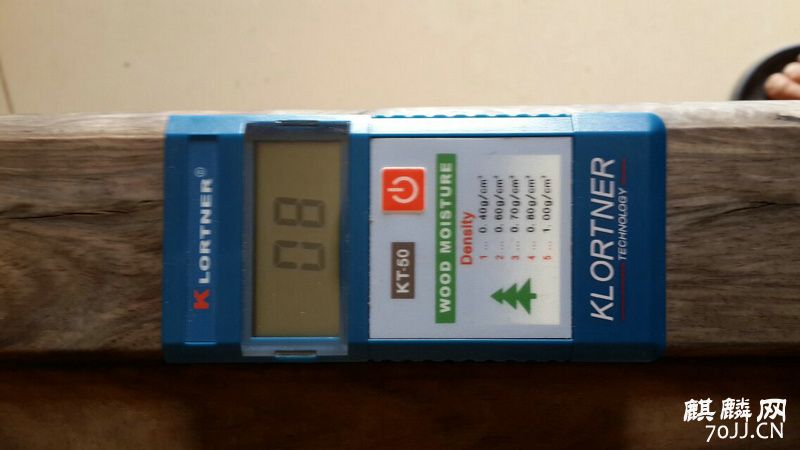 K LORTNER®
08
KT-50
WOOD MOISTURE
Density
1 ... 0.40g/cm³
2 ... 0.60g/cm³
3 ... 0.70g/cm³
4 ... 0.80g/cm³
5 ... 1.00g/cm³
KLORTNER
TECHNOLOGY
麒麟网
70JJ.CN